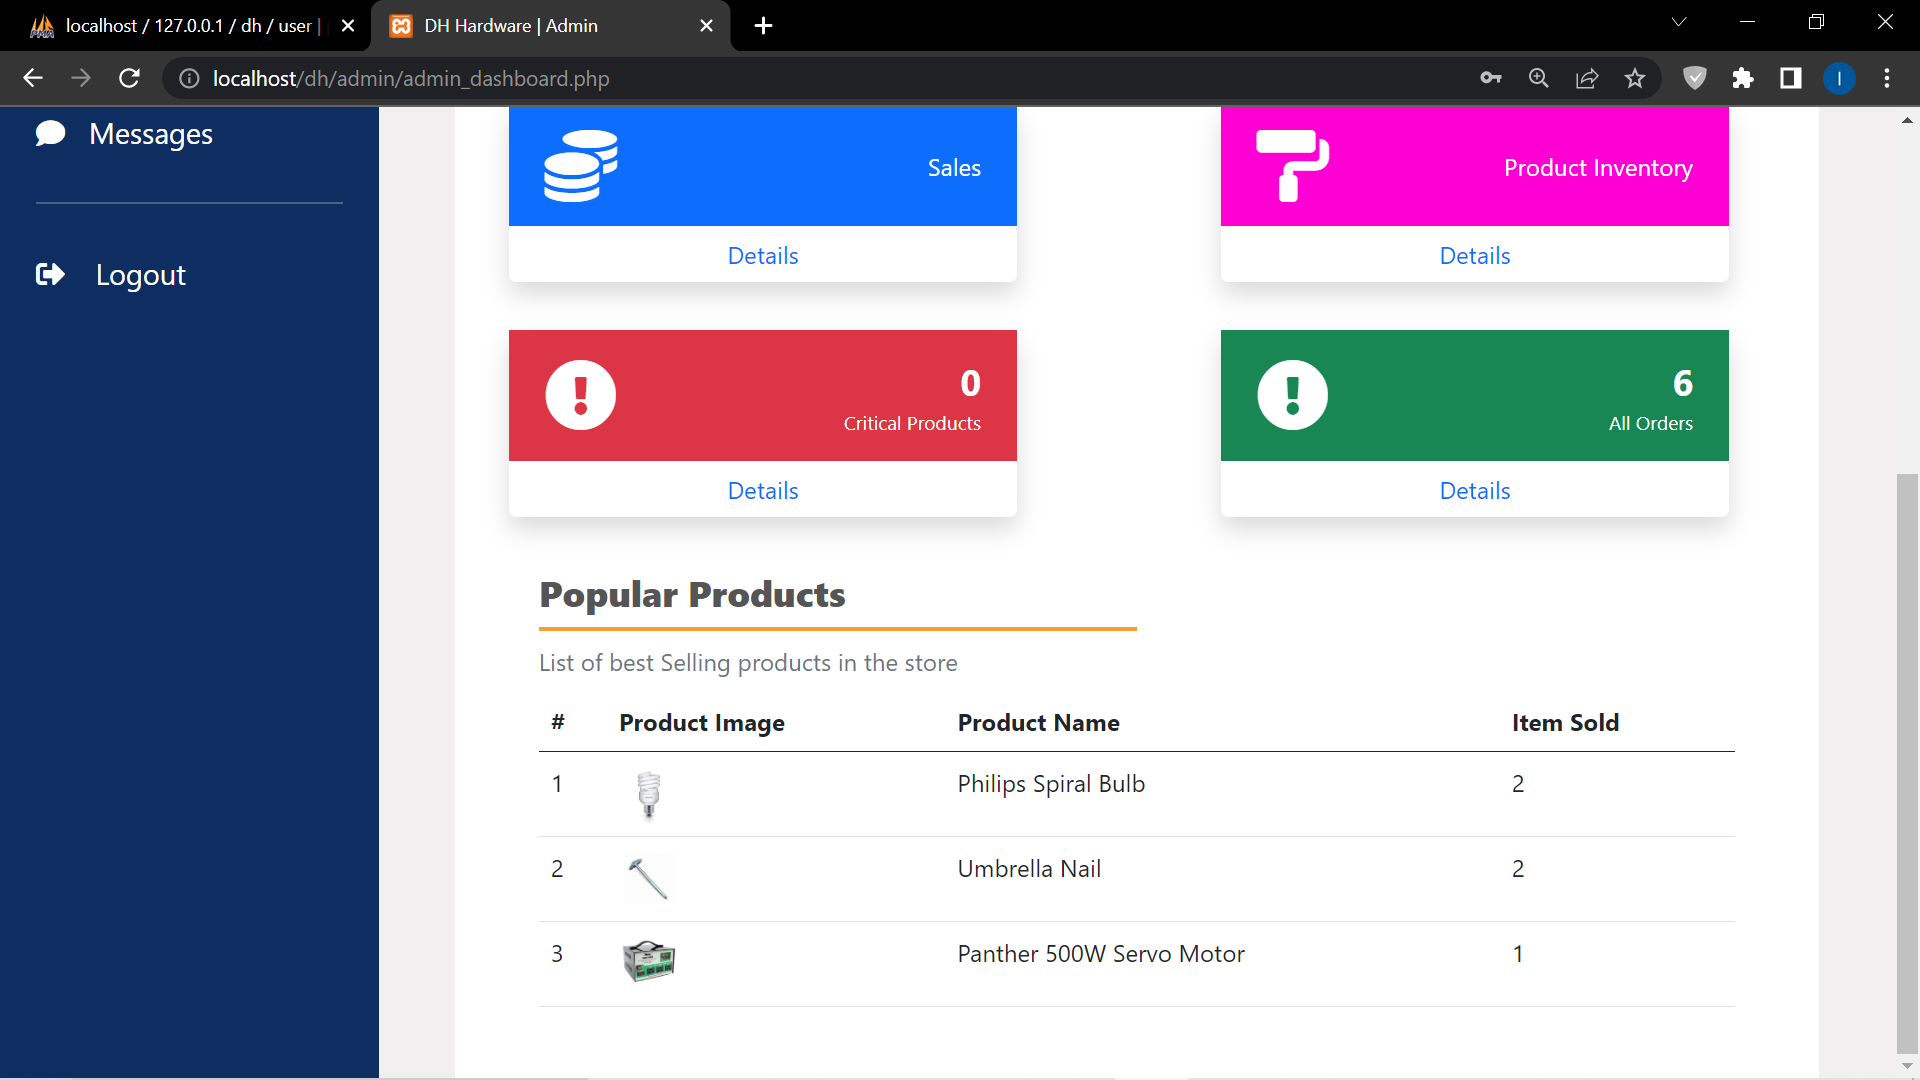 localhost / 127.0.0.1 / dh / user |
DH Hardware | Admin
localhost/dh/admin/admin_dashboard.php
I
Messages
Logout
Sales
Product Inventory
Details
Details
0
Critical Products
6
All Orders
Details
Details
Popular Products
List of best Selling products in the store
# Product Image Product Name Item Sold
1 Philips Spiral Bulb 2
2 Umbrella Nail 2
3 Panther 500W Servo Motor 1